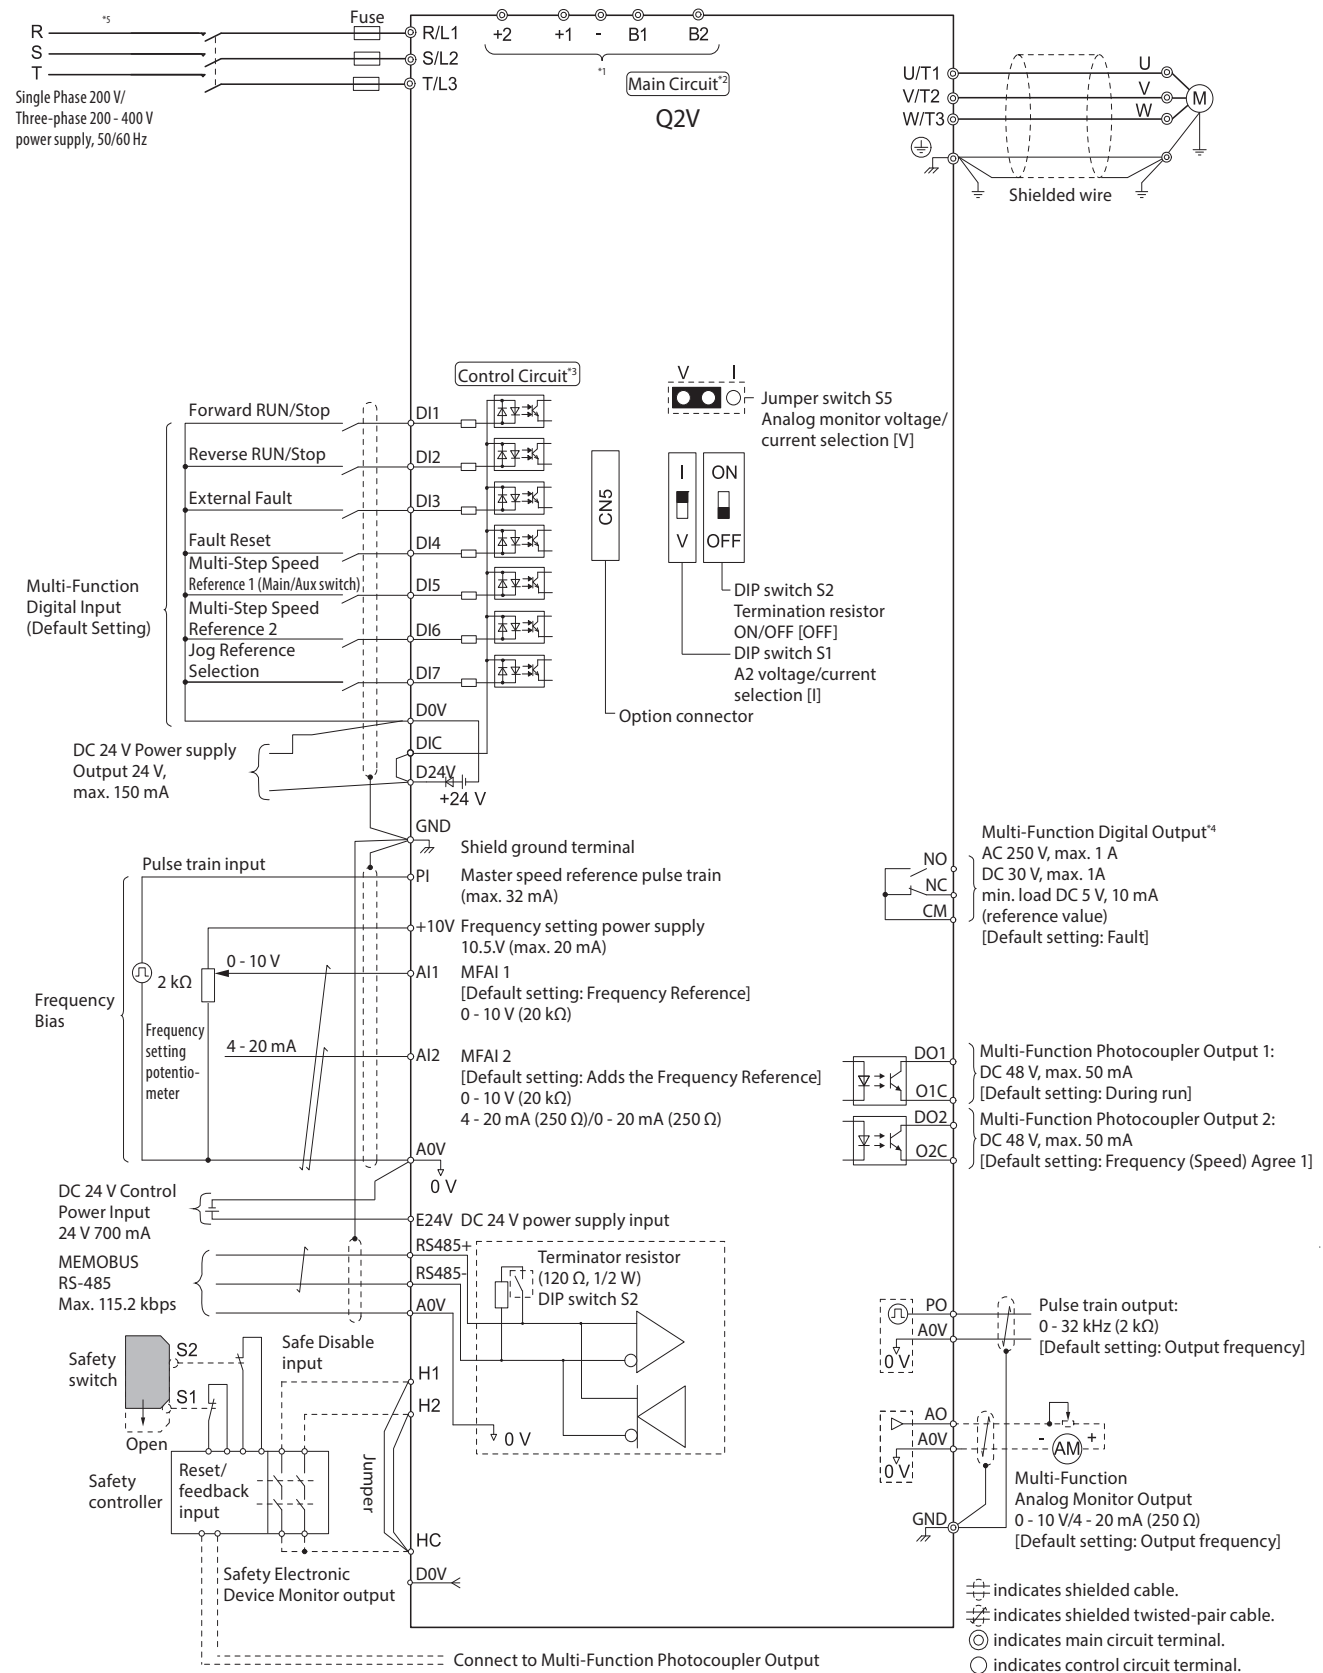 R
*5
S
T
Fuse
R/L1
S/L2
T/L3
Single Phase 200 V/
Three-phase 200 - 400 V
power supply, 50/60 Hz
+2
+1
-
B1
B2
*1
Main Circuit*2
Q2V
U/T1
V/T2
W/T3
U
V
W
M
Shielded wire
Control Circuit*3
V
I
Jumper switch S5
Analog monitor voltage/
current selection [V]
CN5
I
V
ON
OFF
DIP switch S2
Termination resistor
ON/OFF [OFF]
DIP switch S1
A2 voltage/current
selection [I]
Option connector
Multi-Function
Digital Input
(Default Setting)
Forward RUN/Stop
DI1
Reverse RUN/Stop
DI2
External Fault
DI3
Fault Reset
DI4
Multi-Step Speed
Reference 1 (Main/Aux switch)
DI5
Multi-Step Speed
Reference 2
DI6
Jog Reference
Selection
DI7
D0V
DIC
D24V
+24 V
DC 24 V Power supply
Output 24 V,
max. 150 mA
GND
Shield ground terminal
Pulse train input
PI
Master speed reference pulse train
(max. 32 mA)
+10V
Frequency setting power supply
10.5.V (max. 20 mA)
0 - 10 V
AI1
MFAI 1
[Default setting: Frequency Reference]
0 - 10 V (20 kΩ)
2 kΩ
Frequency
Bias
Frequency
setting
potentio-
meter
4 - 20 mA
AI2
MFAI 2
[Default setting: Adds the Frequency Reference]
0 - 10 V (20 kΩ)
4 - 20 mA (250 Ω)/0 - 20 mA (250 Ω)
A0V
0 V
DC 24 V Control
Power Input
24 V 700 mA
E24V
DC 24 V power supply input
MEMOBUS
RS-485
Max. 115.2 kbps
RS485+
RS485-
A0V
Terminator resistor
(120 Ω, 1/2 W)
DIP switch S2
0 V
Safety
switch
S2
S1
Open
Safe Disable
input
H1
H2
Jumper
HC
D0V
Safety
controller
Reset/
feedback
input
Safety Electronic
Device Monitor output
Connect to Multi-Function Photocoupler Output
NO
NC
CM
Multi-Function Digital Output*4
AC 250 V, max. 1 A
DC 30 V, max. 1A
min. load DC 5 V, 10 mA
(reference value)
[Default setting: Fault]
DO1
O1C
Multi-Function Photocoupler Output 1:
DC 48 V, max. 50 mA
[Default setting: During run]
DO2
O2C
Multi-Function Photocoupler Output 2:
DC 48 V, max. 50 mA
[Default setting: Frequency (Speed) Agree 1]
PO
A0V
0 V
Pulse train output:
0 - 32 kHz (2 kΩ)
[Default setting: Output frequency]
AO
A0V
0 V
-
+
AM
GND
Multi-Function
Analog Monitor Output
0 - 10 V/4 - 20 mA (250 Ω)
[Default setting: Output frequency]
indicates shielded cable.
indicates shielded twisted-pair cable.
indicates main circuit terminal.
indicates control circuit terminal.